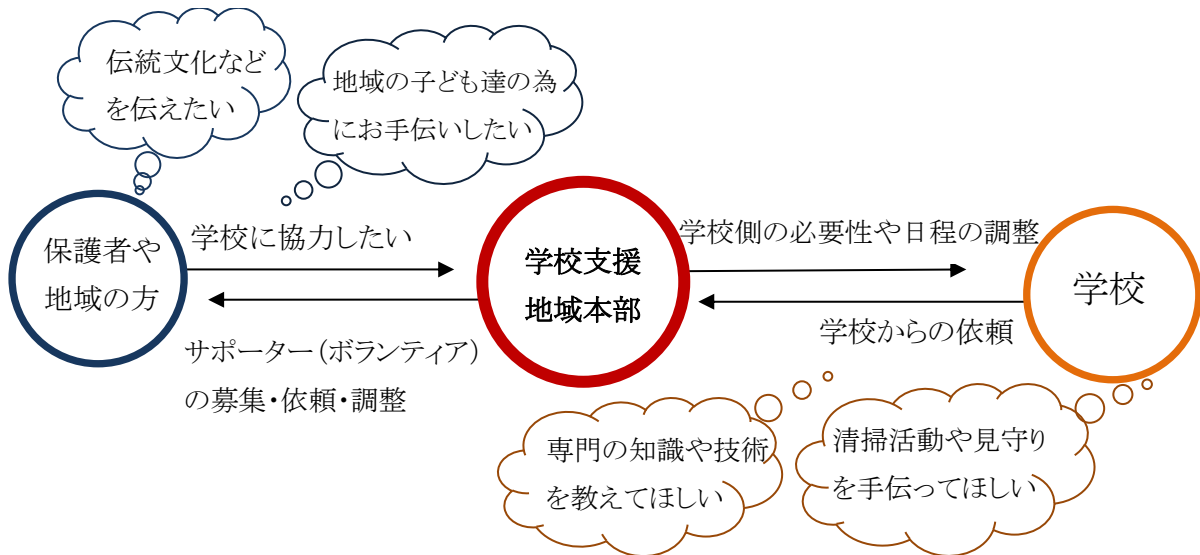 伝統文化など
を伝えたい
地域の子ども達の為
にお手伝いしたい
保護者や
地域の方
学校に協力したい
サポーター(ボランティア)
の募集・依頼・調整
学校支援
地域本部
学校側の必要性や日程の調整
学校からの依頼
学校
専門の知識や技術
を教えてほしい
清掃活動や見守り
を手伝ってほしい